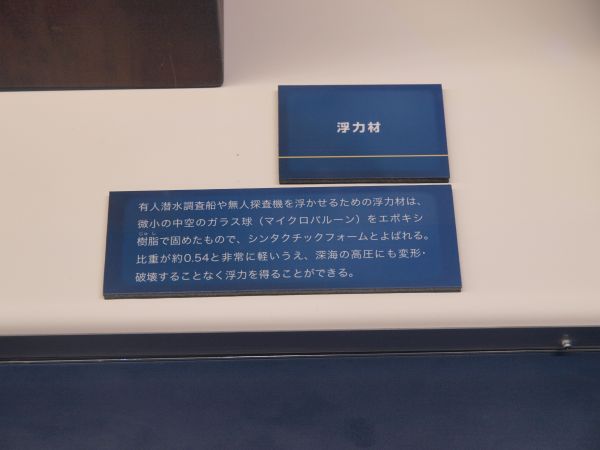 浮力材
有人潜水調査船や無人探査機を浮かせるための浮力材は、
微小の中空のガラス球（マイクロバルーン）をエポキシ
樹脂で固めたもので、シンタクチックフォームとよばれる。
比重が約0.54と非常に軽いうえ、深海の高圧にも変形・
破壊することなく浮力を得ることができる。